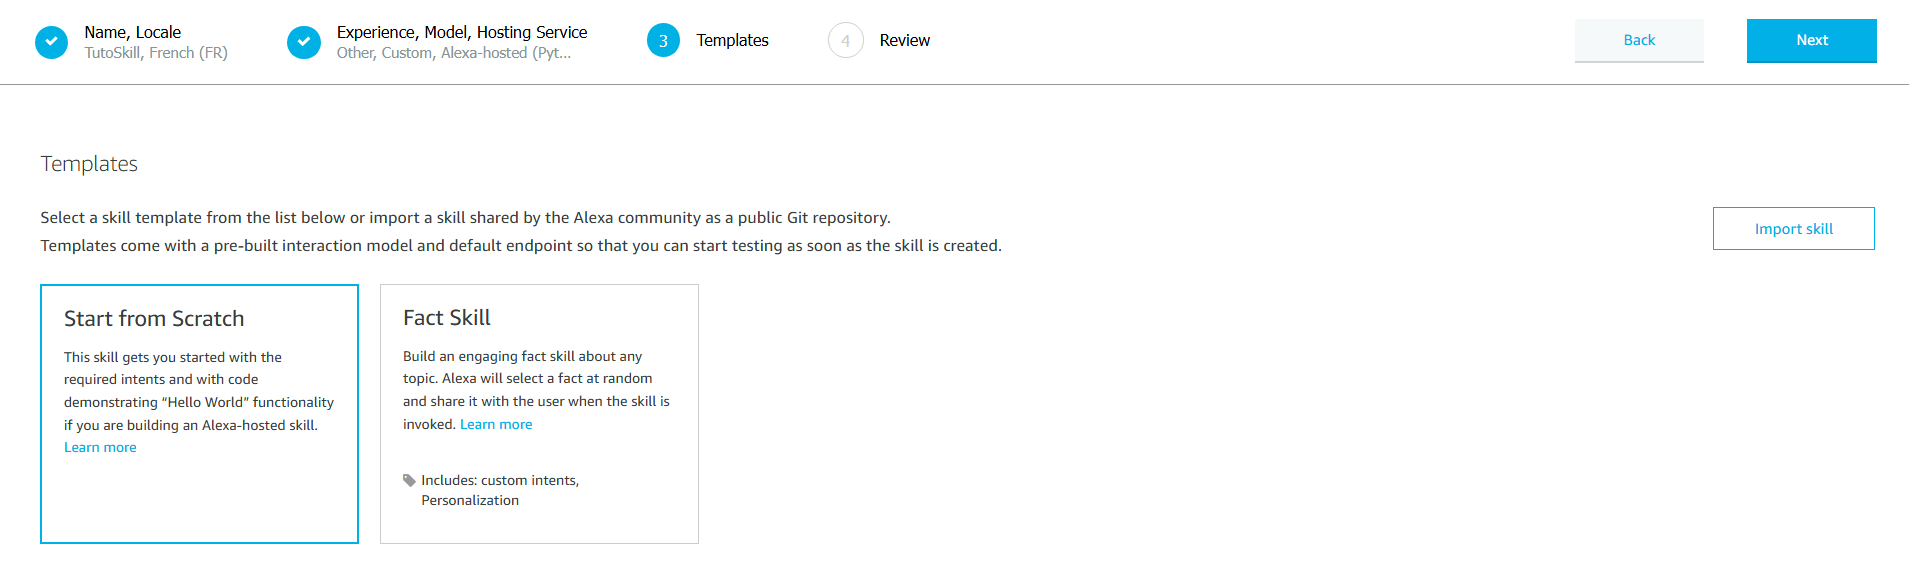 Name, Locale
TutoSkill, French (FR)
Experience, Model, Hosting Service
Other, Custom, Alexa-hosted (Pyt...
3
Templates
4
Review
Back
Next
Templates
Select a skill template from the list below or import a skill shared by the Alexa community as a public Git repository.
Templates come with a pre-built interaction model and default endpoint so that you can start testing as soon as the skill is created.
Import skill
Start from Scratch
This skill gets you started with the
required intents and with code
demonstrating “Hello World” functionality
if you are building an Alexa-hosted skill.
Learn more
Fact Skill
Build an engaging fact skill about any
topic. Alexa will select a fact at random
and share it with the user when the skill is
invoked. Learn more
Includes: custom intents,
Personalization